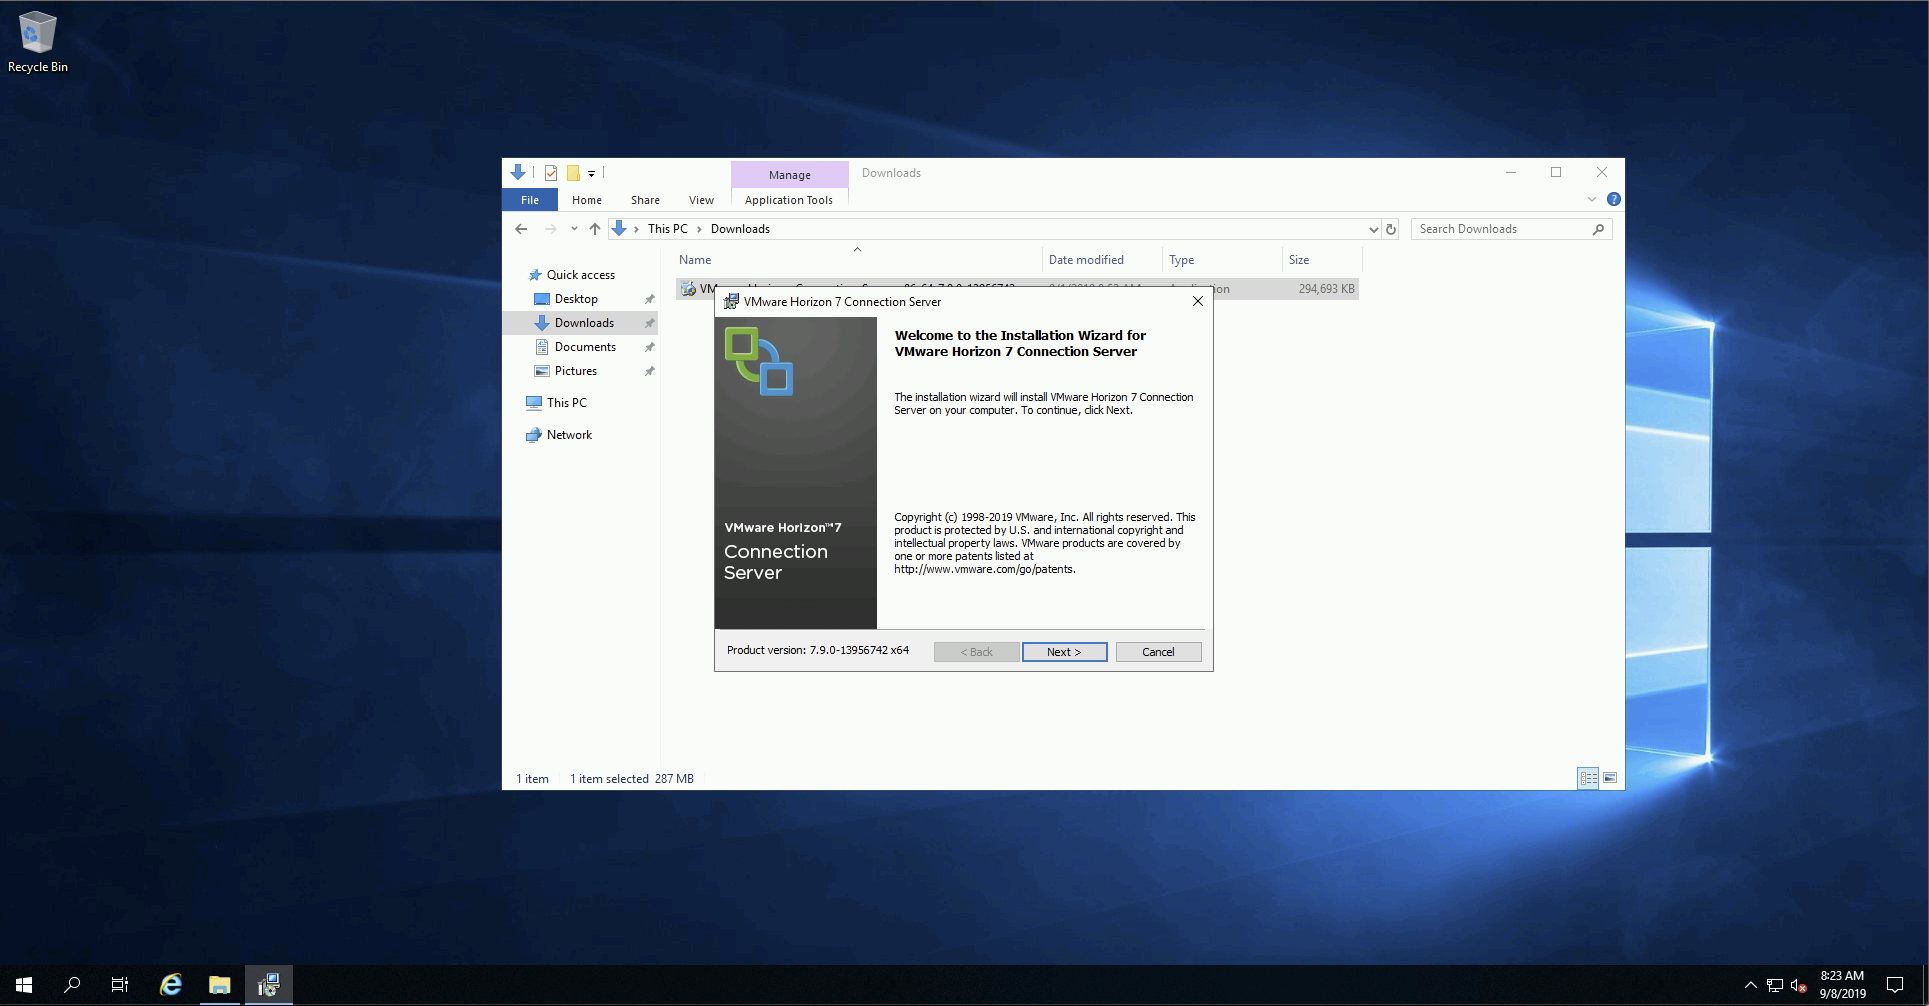 Recycle Bin
Manage
Downloads
File
Home
Share
View
Application Tools
This PC
Downloads
Search Downloads
Name
Date modified
Type
Size
294,693 KB
Quick access
Desktop
Downloads
Documents
Pictures
This PC
Network
VMware Horizon 7 Connection Server
Welcome to the Installation Wizard for
VMware Horizon 7 Connection Server
The installation wizard will install VMware Horizon 7 Connection
Server on your computer. To continue, click Next.
Copyright (c) 1998-2019 VMware, Inc. All rights reserved. This
product is protected by U.S. and international copyright and
intellectual property laws. VMware products are covered by
one or more patents listed at
http://www.vmware.com/go/patents.
VMware Horizon™7
Connection
Server
Product version: 7.9.0-13956742 x64
< Back
Next >
Cancel
1 item
1 item selected
287 MB
8:23 AM
9/8/2019